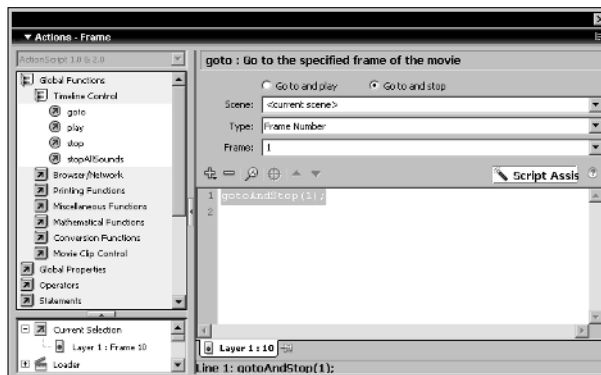 Actions - Frame
ActionScript 1.0 & 2.0
Global Functions
Timeline Control
goto
play
stop
stopAllSounds
Browser/Network
Printing Functions
Miscellaneous Functions
Mathematical Functions
Conversion Functions
Movie Clip Control
Global Properties
Operators
Statements
Current Selection
Layer 1 : Frame 10
Loader
goto : Go to the specified frame of the movie
Go to and play
Go to and stop
Scene: <current scene>
Type: Frame Number
Frame: 1
Script Assis
1 gotoAndStop(1);
2
Layer 1 : 10
Line 1: gotoAndStop(1);